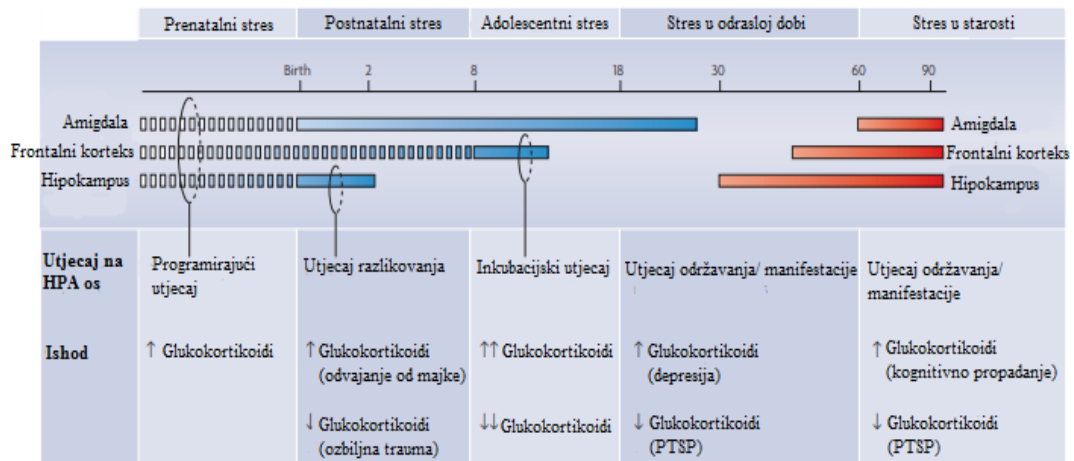 Prenatalni stres
Postnatalni stres
Adolescentni stres
Stres u odrasloj dobi
Stres u starosti
Birth
2
8
18
30
60
90
Amigdala
Amigdala
Frontalni korteks
Frontalni korteks
Hipokampus
Hipokampus
Utjecaj na
HPA os
Programirajući
utjecaj
Utjecaj razlikovanja
Inkubacijski utjecaj
Utjecaj održavanja/ manifestacije
Utjecaj održavanja/
manifestacije
Ishod
↑ Glukokortikoidi
↑ Glukokortikoidi
(odvajanje od majke)
↓ Glukokortikoidi
(ozbiljna trauma)
↑↑ Glukokortikoidi
↓↓ Glukokortikoidi
↑ Glukokortikoidi
(depresija)
↓ Glukokortikoidi
(PTSP)
↑ Glukokortikoidi
(kognitivno propadanje)
↓ Glukokortikoidi
(PTSP)